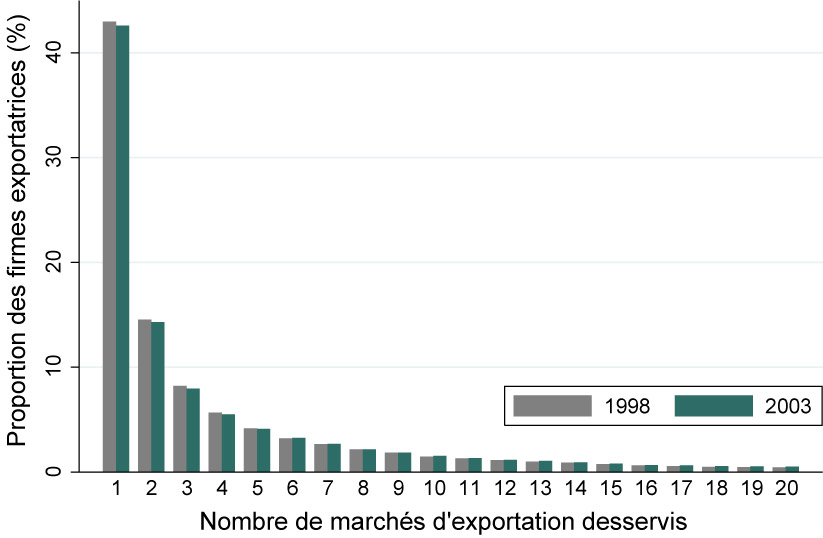 Proportion des firmes exportatrices (%)
40
30
20
10
0
1998 2003
1 2 3 4 5 6 7 8 9 10 11 12 13 14 15 16 17 18 19 20
Nombre de marchés d'exportation desservis